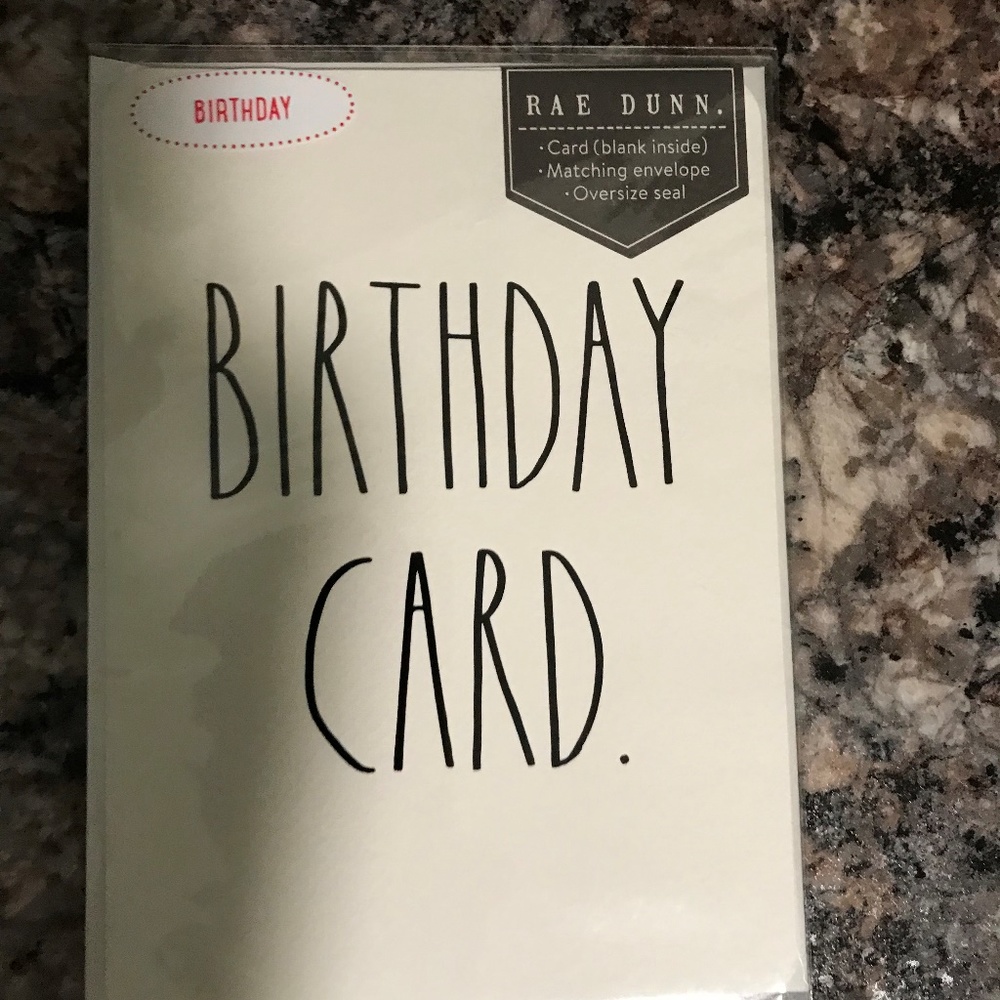 BIRTHDAY
RAE DUNN.
·Card (blank inside)
·Matching envelope
·Oversize seal
BIRTHDAY
CARD.